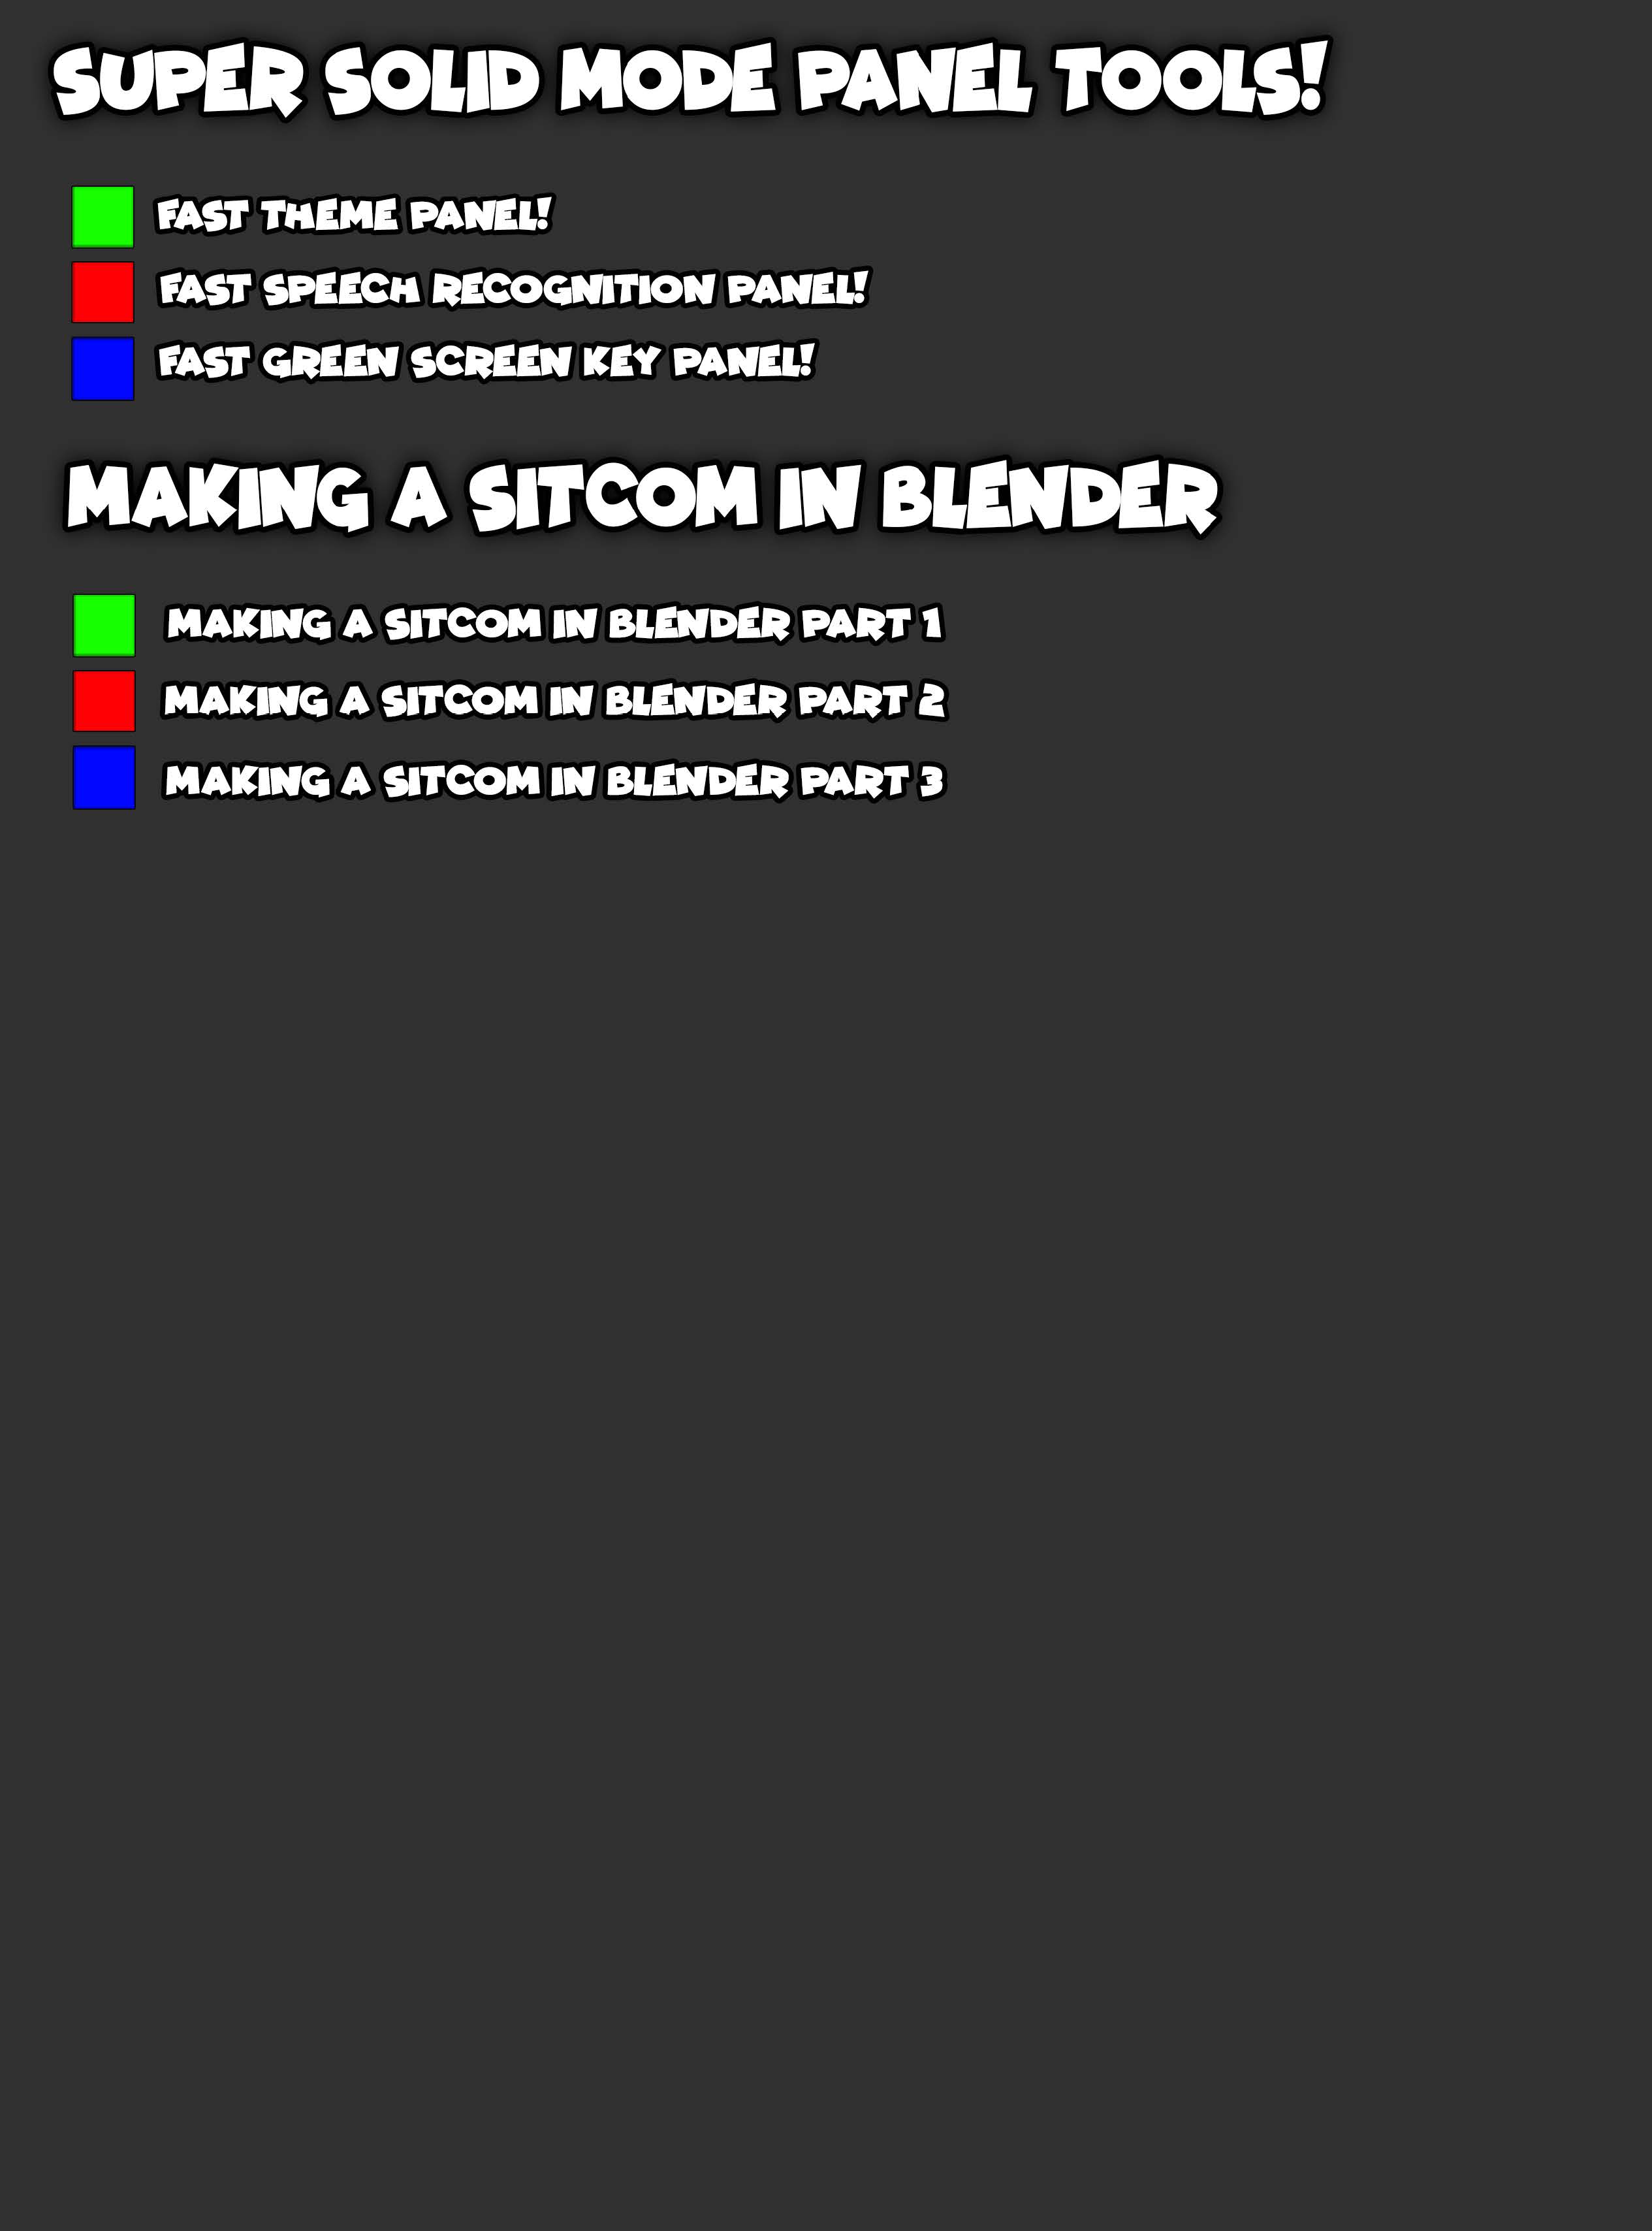 SUPER SOLID MODE PANEL TOOLS!
FAST THEME PANEL!
FAST SPEECH RECOGNITION PANEL!
FAST GREEN SCREEN KEY PANEL!
MAKING A SITCOM IN BLENDER
MAKING A SITCOM IN BLENDER PART 1
MAKING A SITCOM IN BLENDER PART 2
MAKING A SITCOM IN BLENDER PART 3